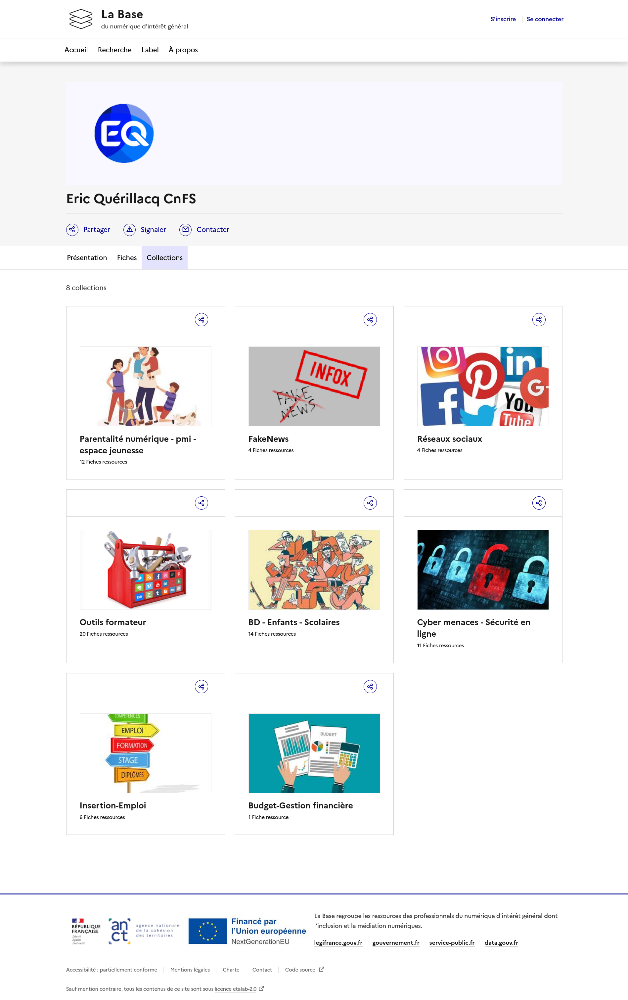 La Base
du numérique d'intérêt général
S'inscrire
Se connecter
Accueil
Recherche
Label
À propos
EQ
Eric Quérillacq CnFS
Partager
Signaler
Contacter
Présentation
Fiches
Collections
8 collections
Parentalité numérique - pmi -
espace jeunesse
12 Fiches ressources
INFOX
FAKE
NEWS
FakeNews
4 Fiches ressources
in
G+
f
You
Tube
Réseaux sociaux
4 Fiches ressources
Outils formateur
20 Fiches ressources
BD - Enfants - Scolaires
14 Fiches ressources
Cyber menaces - Sécurité en
ligne
11 Fiches ressources
COMPÉTENCES
EMPLOI
FORMATION
STAGE
DIPLÔMES
Insertion-Emploi
6 Fiches ressources
BUDGET
Budget-Gestion financière
1 Fiche ressource
RÉPUBLIQUE
FRANÇAISE
Liberté
Égalité
Fraternité
an
ct
agence nationale
de la cohésion
des territoires
Financé par
l'Union européenne
NextGenerationEU
La Base regroupe les ressources des professionnels du numérique d’intérêt général dont
l’inclusion et la médiation numériques.
legifrance.gouv.fr
gouvernement.fr
service-public.fr
data.gouv.fr
Accessibilité : partiellement conforme
Mentions légales
Charte
Contact
Code source
Sauf mention contraire, tous les contenus de ce site sont sous licence etalab-2.0